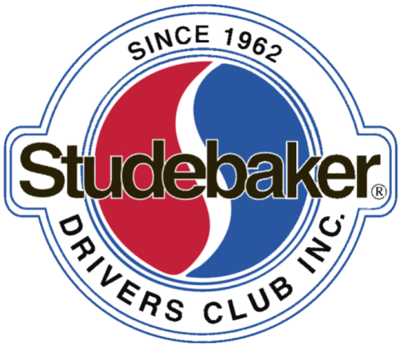 SINCE 1962
Studebaker®
DRIVERS CLUB INC.